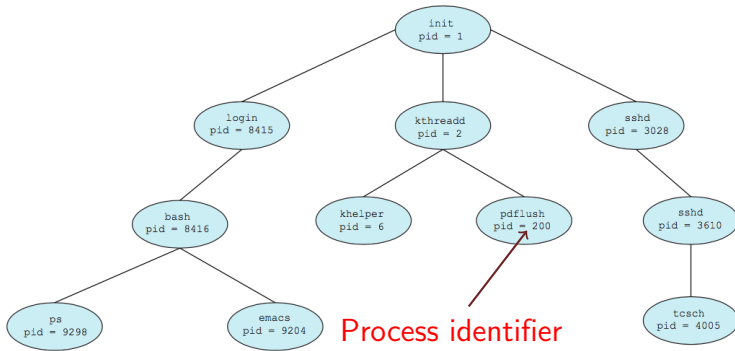 init
pid = 1
login
pid = 8415
kthreadd
pid = 2
sshd
pid = 3028
bash
pid = 8416
khelper
pid = 6
pdflush
pid = 200
sshd
pid = 3610
ps
pid = 9298
emacs
pid = 9204
tcsch
pid = 4005
Process identifier